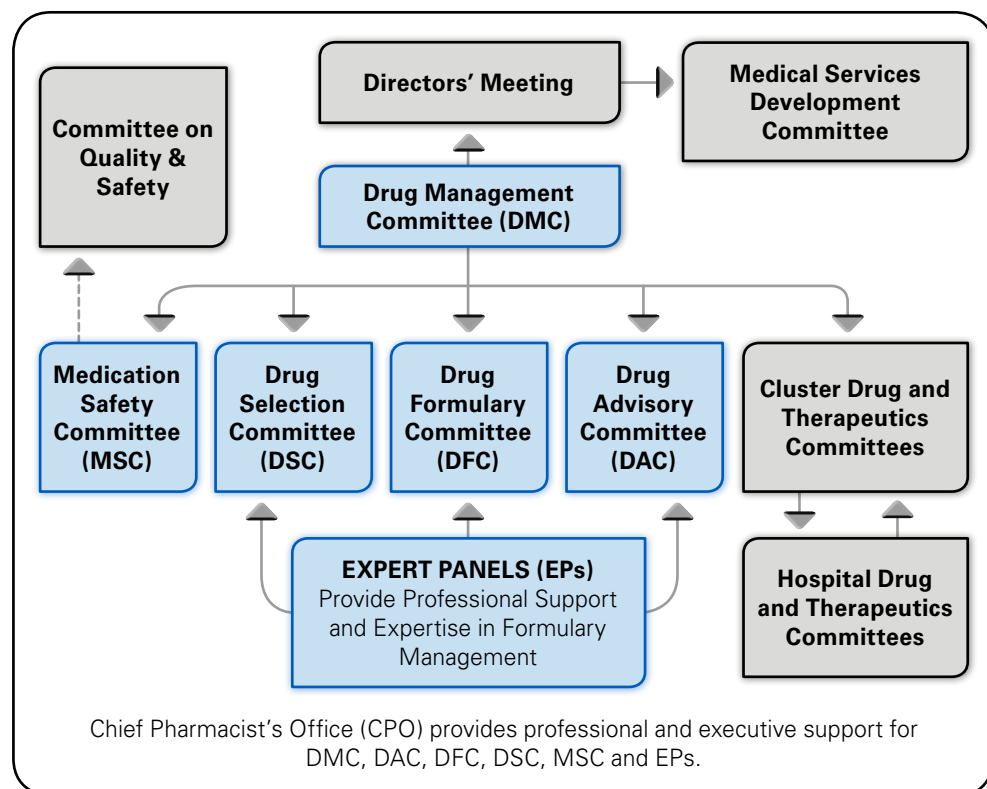 Directors’ Meeting
Medical Services
Development
Committee
Committee on
Quality &
Safety
Drug Management
Committee (DMC)
Medication
Safety
Committee
(MSC)
Drug
Selection
Committee
(DSC)
Drug
Formulary
Committee
(DFC)
Drug
Advisory
Committee
(DAC)
Cluster Drug and
Therapeutics
Committees
EXPERT PANELS (EPs)
Provide Professional Support
and Expertise in Formulary
Management
Hospital Drug
and Therapeutics
Committees
Chief Pharmacist’s Office (CPO) provides professional and executive support for
DMC, DAC, DFC, DSC, MSC and EPs.